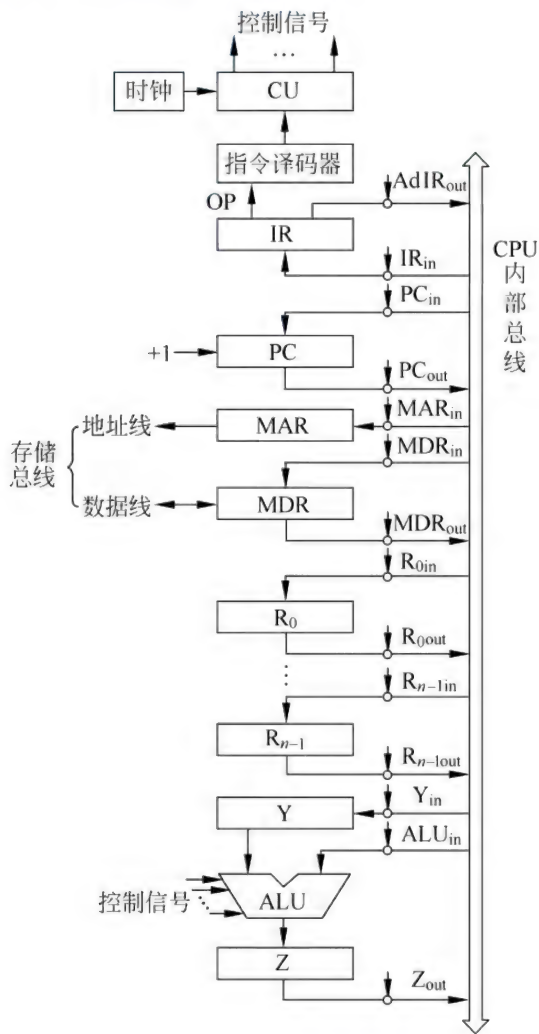 控制信号
…
时钟
CU
指令译码器
OP
AdIRout
IR
IRin
CPU
内
部
总
线
PCin
+1
PC
PCout
地址线
MAR
MARin
存储
总线
MDRin
数据线
MDR
MDRout
R0in
R0
R0out
⋮
Rn−1in
Rn−1
Rn−1out
Y
Yin
ALUin
控制信号
⋱
ALU
Z
Zout